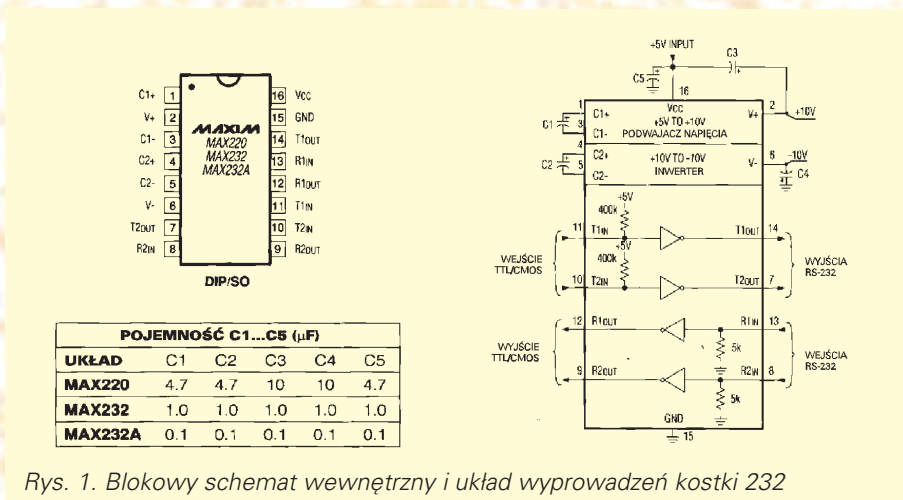 C1+ 1 16 VCC
V+ 2 15 GND
C1- 3 14 T1OUT
C2+ 4 13 R1IN
C2- 5 12 R1OUT
V- 6 11 T1IN
T2OUT 7 10 T2IN
R2IN 8 9 R2OUT
MAXIM
MAX220
MAX232
MAX232A
DIP/SO
POJEMNOŚĆ C1...C5 (µF)
UKŁAD C1 C2 C3 C4 C5
MAX220 4.7 4.7 10 10 4.7
MAX232 1.0 1.0 1.0 1.0 1.0
MAX232A 0.1 0.1 0.1 0.1 0.1
+5V INPUT
C3
C5
16
VCC
1 C1+
+5V TO +10V
V+ 2 +10V
C1 3 C1-
PODWAJACZ NAPIĘCIA
4 C2+
+10V TO -10V
V- 6 -10V
C2 5 C2-
INWERTER
C4
+5V
400k
11 T1IN
T1OUT 14
+5V
400k
WEJŚCIE
TTL/CMOS
WYJŚCIA
RS-232
10 T2IN
T2OUT 7
12 R1OUT
R1IN 13
5k
WYJŚCIE
TTL/CMOS
WEJŚCIA
RS-232
9 R2OUT
R2IN 8
5k
GND
15
Rys. 1. Blokowy schemat wewnętrzny i układ wyprowadzeń kostki 232